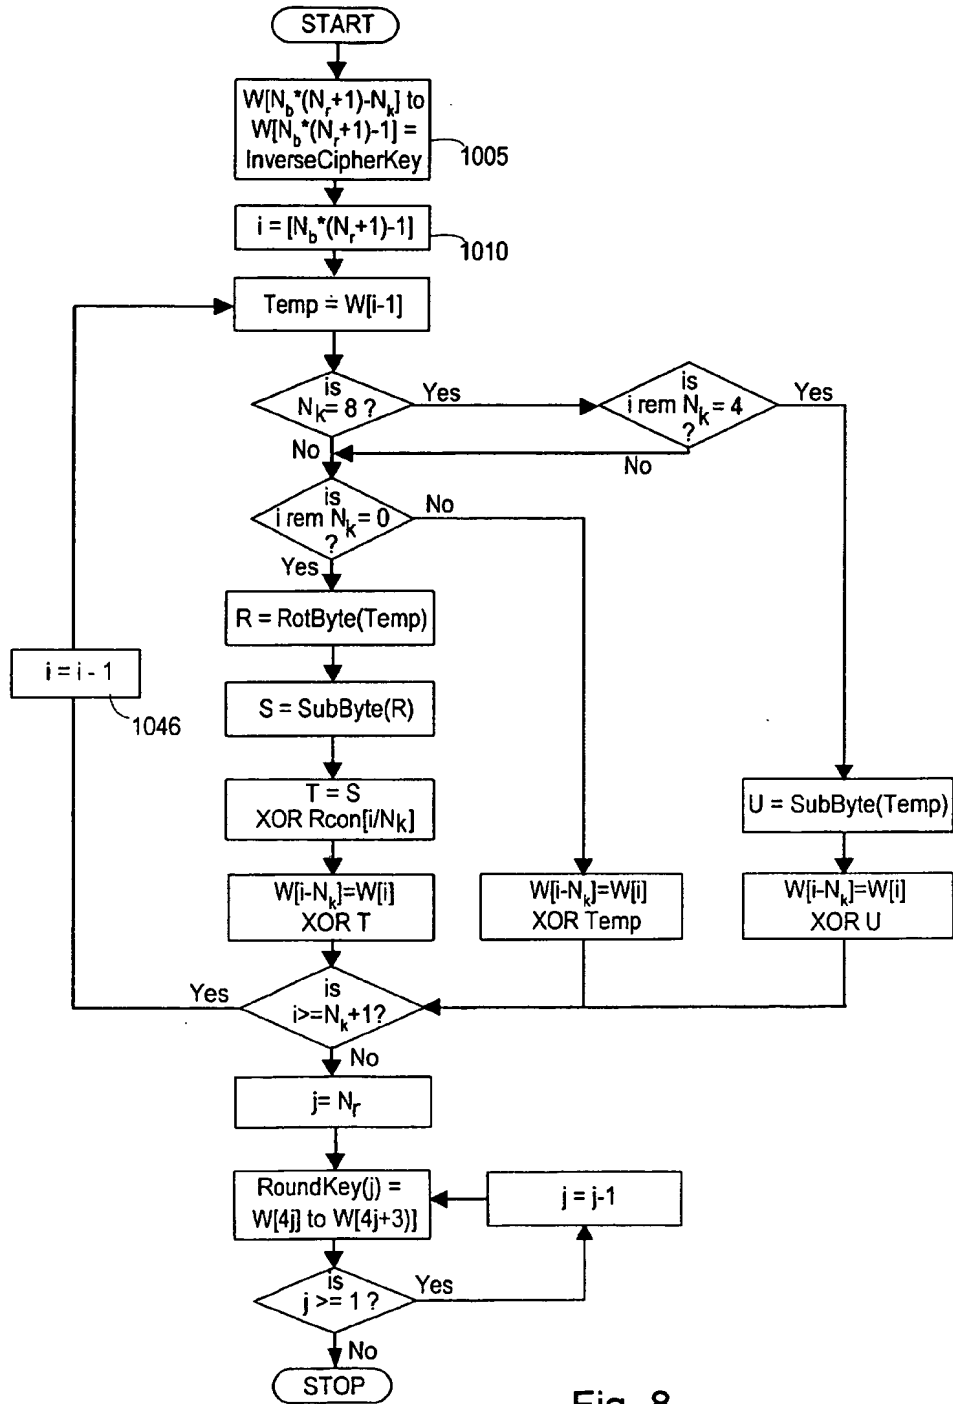 START
W[N_b*(N_r+1)-N_k] to
W[N_b*(N_r+1)-1] =
InverseCipherKey
1005
i = [N_b*(N_r+1)-1]
1010
Temp = W[i-1]
is
N_k = 8 ?
Yes
No
is
i rem N_k = 4
?
Yes
No
is
i rem N_k = 0
?
No
Yes
R = RotByte(Temp)
i = i - 1
1046
S = SubByte(R)
T = S
XOR Rcon[i/N_k]
U = SubByte(Temp)
W[i-N_k]=W[i]
XOR T
W[i-N_k]=W[i]
XOR Temp
W[i-N_k]=W[i]
XOR U
Yes
is
i>=N_k+1?
No
j= N_r
RoundKey(j) =
W[4j] to W[4j+3)]
j = j-1
is
j >= 1 ?
Yes
No
STOP
Fig. 8